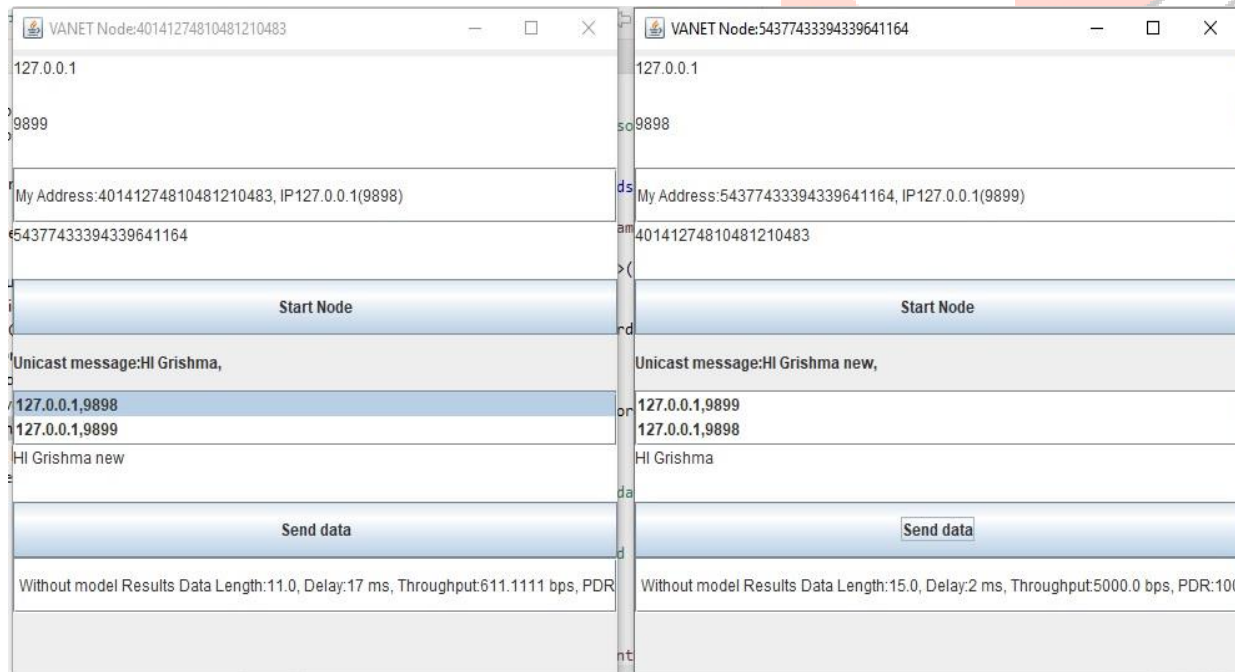 VANET Node:40141274810481210483
127.0.0.1
9899
My Address:40141274810481210483, IP127.0.0.1(9898)
54377433394339641164
Start Node
Unicast message:HI Grishma,
127.0.0.1,9898
127.0.0.1,9899
HI Grishma new
Send data
Without model Results Data Length:11.0, Delay:17 ms, Throughput:611.1111 bps, PDR
VANET Node:54377433394339641164
127.0.0.1
9898
My Address:54377433394339641164, IP127.0.0.1(9899)
40141274810481210483
Start Node
Unicast message:HI Grishma new,
127.0.0.1,9899
127.0.0.1,9898
HI Grishma
Send data
Without model Results Data Length:15.0, Delay:2 ms, Throughput:5000.0 bps, PDR:100